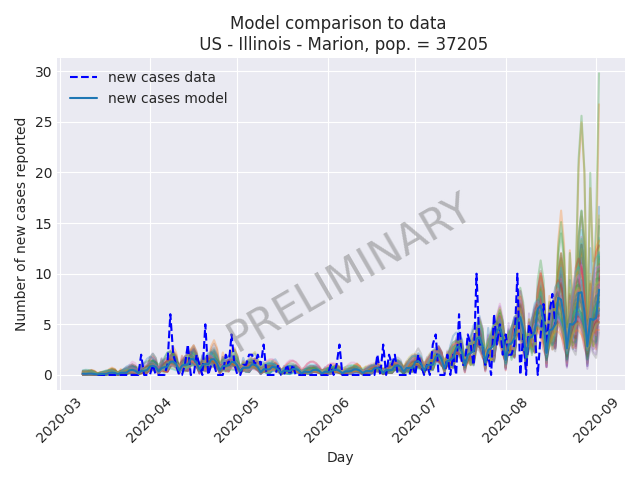 Model comparison to data
US - Illinois - Marion, pop. = 37205
new cases data
new cases model
Number of new cases reported
30
25
20
15
10
5
0
PRELIMINARY
2020-03
2020-04
2020-05
2020-06
2020-07
2020-08
2020-09
Day